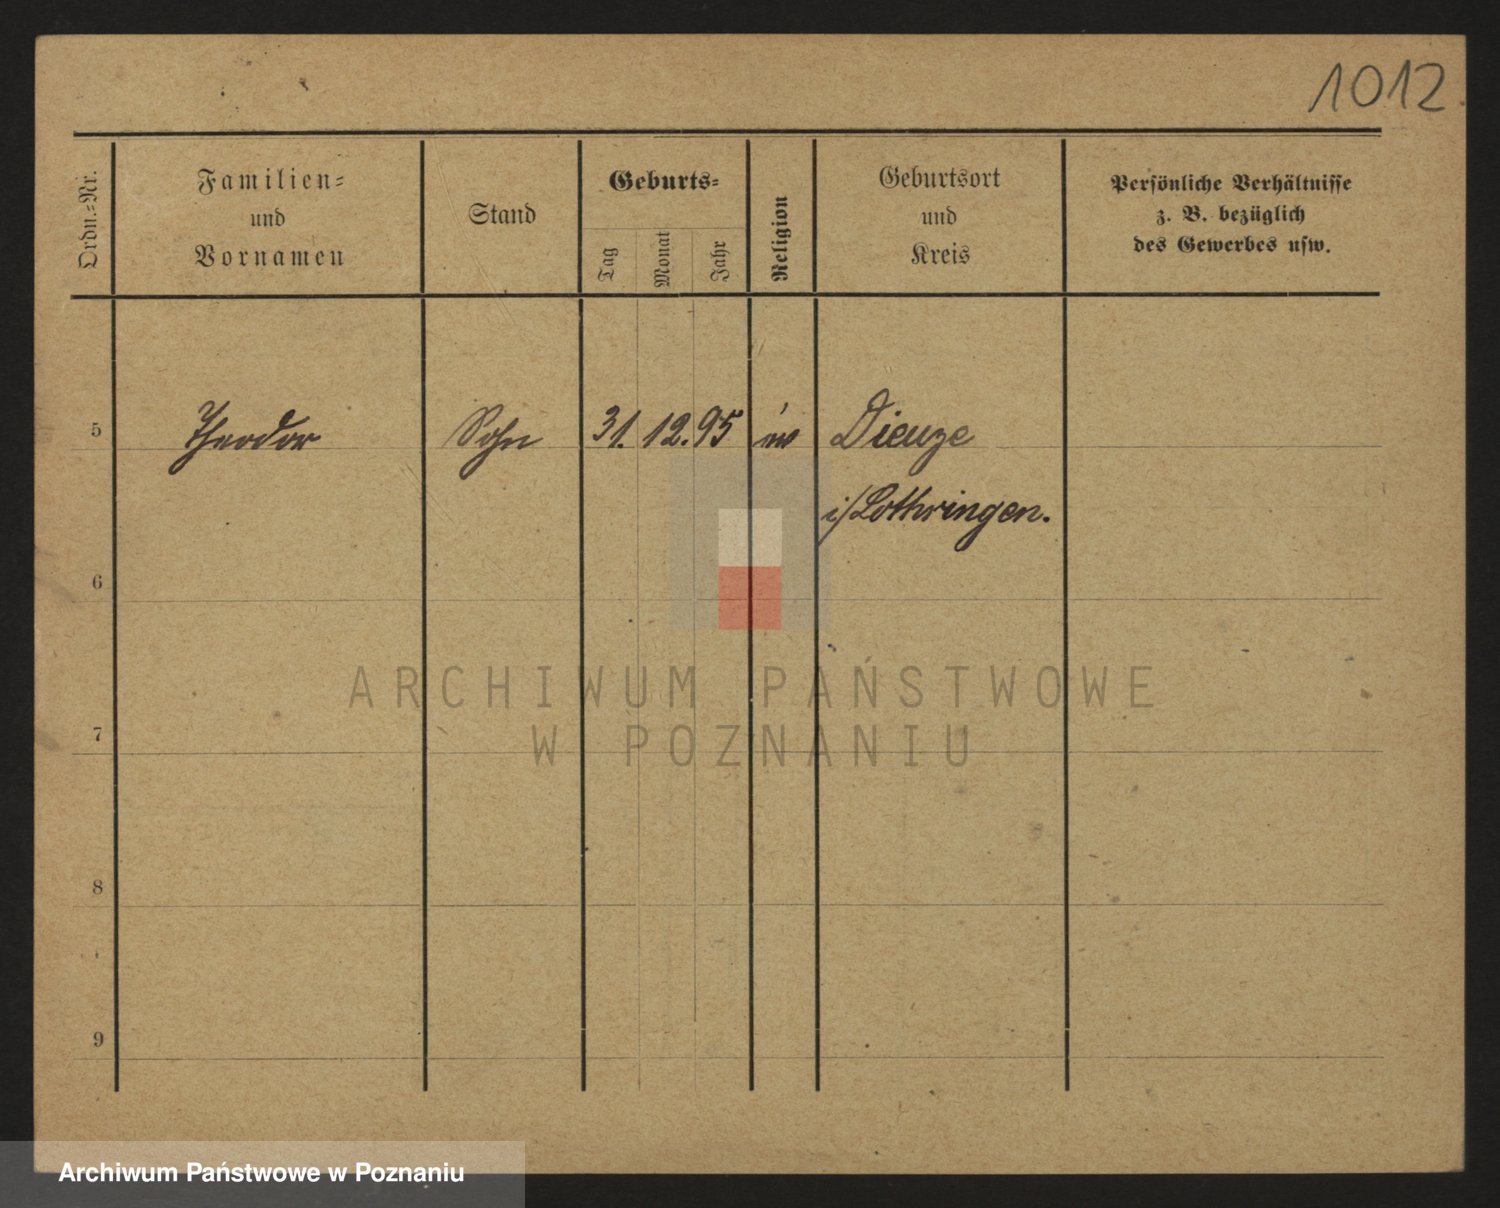 1012
Ordn.-Nr.
Familien-
und
Vornamen
Stand
Geburts-
Tag
Monat
Jahr
Religion
Geburtsort
und
Kreis
Persönliche Verhältnisse
z. B. bezüglich
des Gewerbes usw.
5 Theodor Sohn 31. 12. 95 Dieuze
i/Lothringen.
6
ARCHIWUM PAŃSTWOWE
W POZNANIU
7
8
9
Archiwum Państwowe w Poznaniu